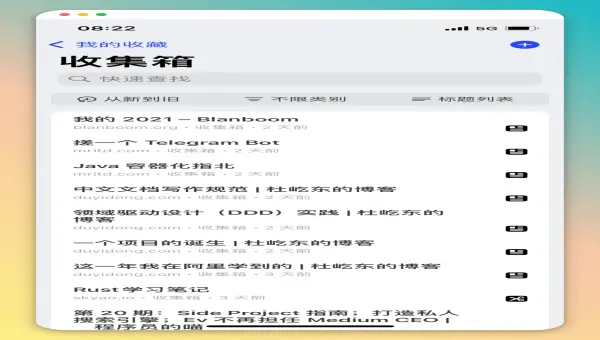 08:22
5G
我的收藏
收集箱
快速查找
从新到旧
不限类别
标题列表
我的 2021 – Blanboom
blanboom.org · 收集箱 · 2 天前
搓一个 Telegram Bot
mritd.com · 收集箱 · 2 天前
Java 容器化指北
mritd.com · 收集箱 · 2 天前
中文文档写作规范 | 杜屹东的博客
duyidong.com · 收集箱 · 2 天前
领域驱动设计（DDD）实践 | 杜屹东的
博客
duyidong.com · 收集箱 · 2 天前
一个项目的诞生 | 杜屹东的博客
duyidong.com · 收集箱 · 2 天前
这一年我在阿里学到的 | 杜屹东的博客
duyidong.com · 收集箱 · 2 天前
Rust 学习笔记
skyao.io · 收集箱 · 3 天前
第 20 期：Side Project 指南；打造私人
搜索引擎；Ev 不再担任 Medium CEO |
程序员的喵